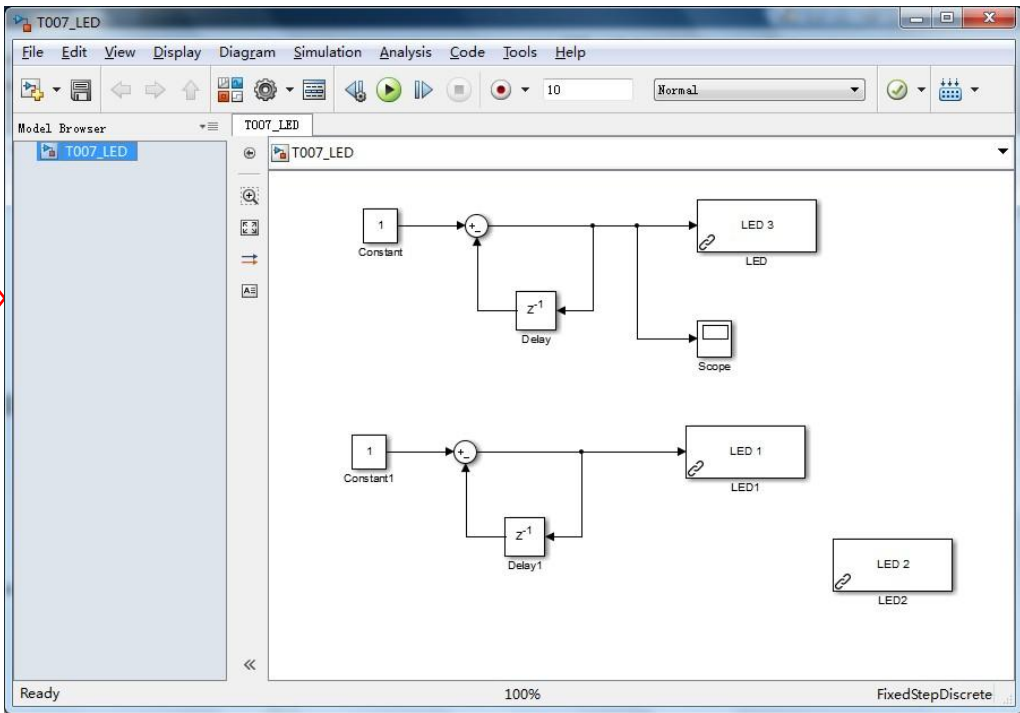 T007_LED
File Edit View Display Diagram Simulation Analysis Code Tools Help
10 Normal
Model Browser
T007_LED
T007_LED
T007_LED
1
Constant
+_
LED 3
LED
z-1
Delay
Scope
1
Constant1
+_
LED 1
LED1
z-1
Delay1
LED 2
LED2
Ready 100% FixedStepDiscrete